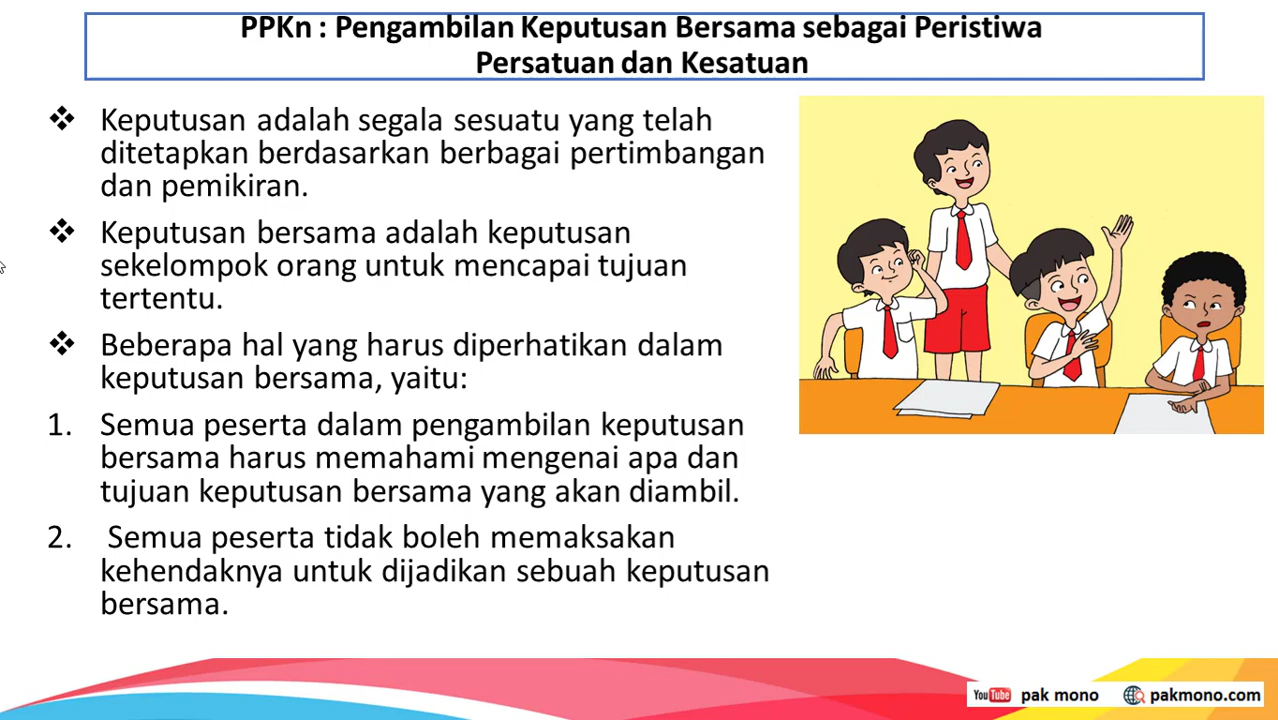 PPKn : Pengambilan Keputusan Bersama sebagai Peristiwa
Persatuan dan Kesatuan
❖ Keputusan adalah segala sesuatu yang telah
ditetapkan berdasarkan berbagai pertimbangan
dan pemikiran.
❖ Keputusan bersama adalah keputusan
sekelompok orang untuk mencapai tujuan
tertentu.
❖ Beberapa hal yang harus diperhatikan dalam
keputusan bersama, yaitu:
1. Semua peserta dalam pengambilan keputusan
bersama harus memahami mengenai apa dan
tujuan keputusan bersama yang akan diambil.
2. Semua peserta tidak boleh memaksakan
kehendaknya untuk dijadikan sebuah keputusan
bersama.
YouTube pak mono pakmono.com